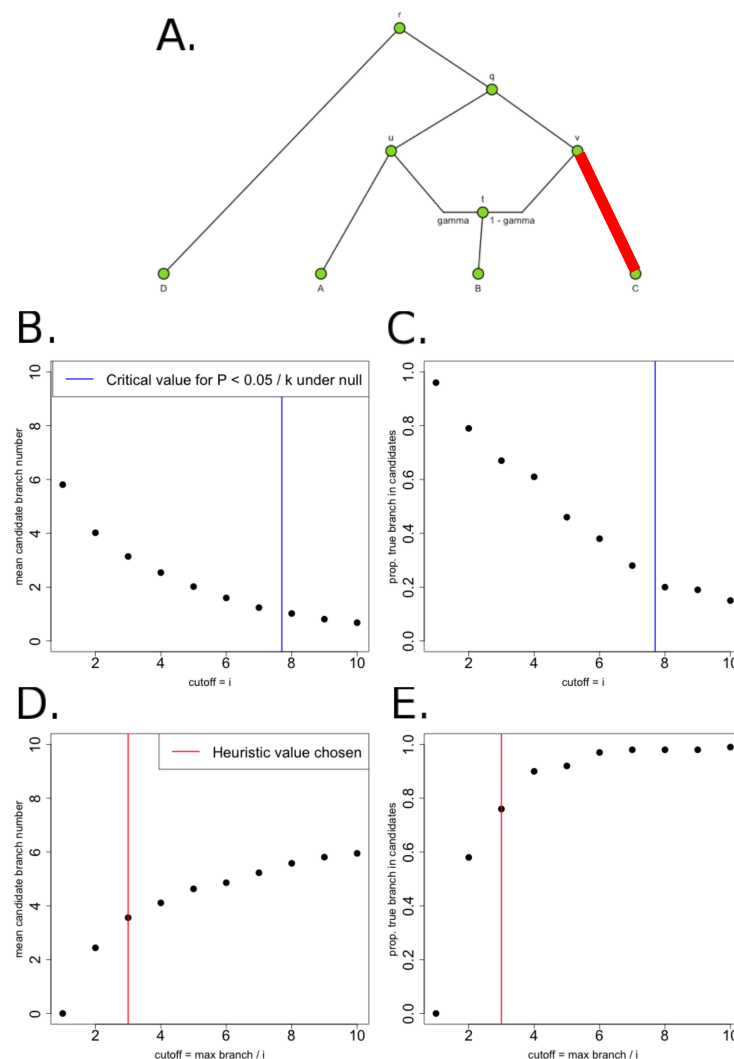 A.
r
q
u
v
t
gamma
1 - gamma
D
A
B
C
B.
C.
Critical value for P < 0.05 / k under null
mean candidate branch number
0
2
4
6
8
10
2
4
6
8
10
cutoff = i
prop. true branch in candidates
0.0
0.2
0.4
0.6
0.8
1.0
2
4
6
8
10
cutoff = i
D.
E.
Heuristic value chosen
mean candidate branch number
0
2
4
6
8
10
2
4
6
8
10
cutoff = max branch / i
prop. true branch in candidates
0.0
0.2
0.4
0.6
0.8
1.0
2
4
6
8
10
cutoff = max branch / i